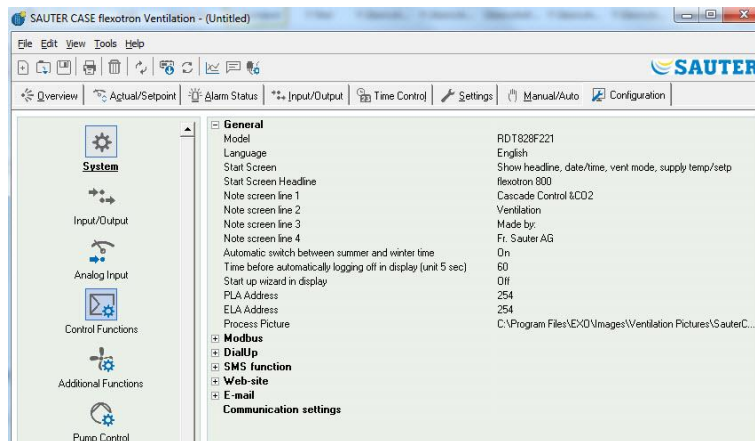 SAUTER CASE flexotron Ventilation - (Untitled)
File Edit View Tools Help
SAUTER
Overview Actual/Setpoint Alarm Status Input/Output Time Control Settings Manual/Auto Configuration
System
Input/Output
Analog Input
Control Functions
Additional Functions
Pump Control
General
Model RDT828F221
Language English
Start Screen Show headline, date/time, vent mode, supply temp/setp
Start Screen Headline flexotron 800
Note screen line 1 Cascade Control &CO2
Note screen line 2 Ventilation
Note screen line 3 Made by:
Note screen line 4 Fr. Sauter AG
Automatic switch between summer and winter time On
Time before automatically logging off in display (unit 5 sec) 60
Start up wizard in display Off
PLA Address 254
ELA Address 254
Process Picture C:\Program Files\EXO\Images\Ventilation Pictures\SauterC...
Modbus
DialUp
SMS function
Web-site
E-mail
Communication settings